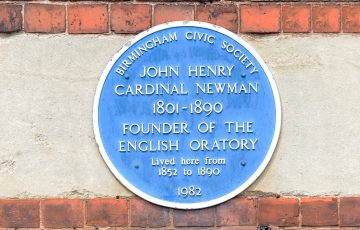 BIRMINGHAM CIVIC SOCIETY
JOHN HENRY
CARDINAL NEWMAN
1801-1890
FOUNDER OF THE
ENGLISH ORATORY
Lived here from
1852 to 1890
1982